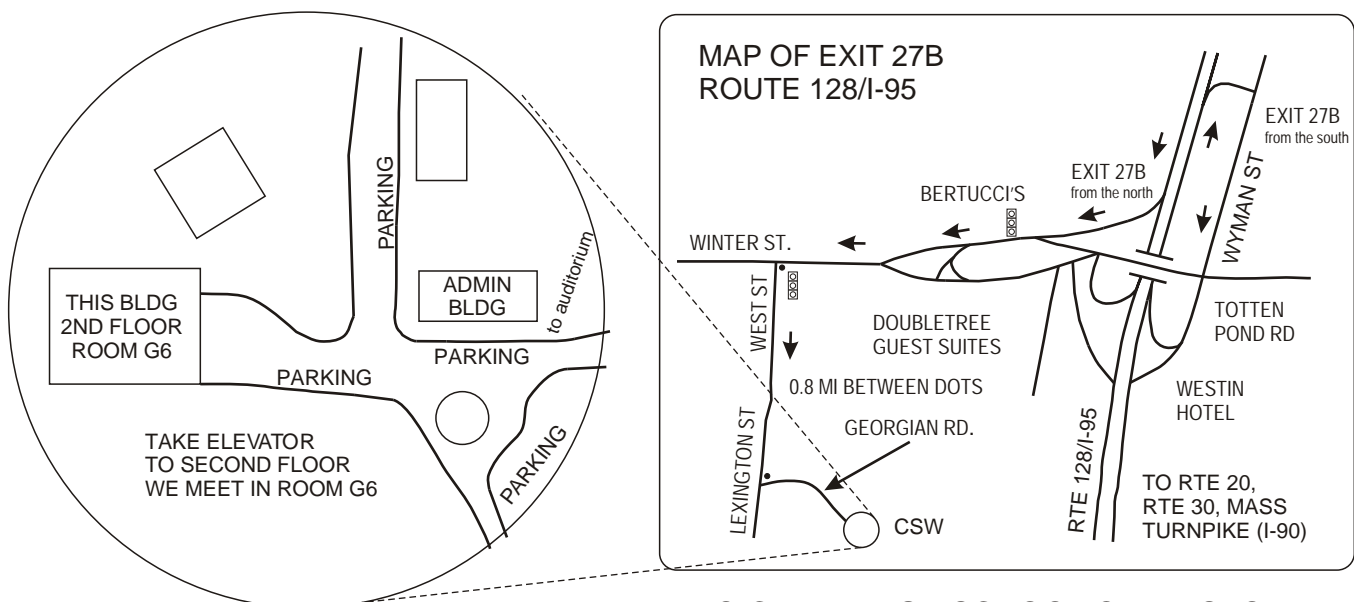 MAP OF EXIT 27B
ROUTE 128/I-95
EXIT 27B
from the south
EXIT 27B
from the north
WYMAN ST
BERTUCCI'S
WINTER ST.
WEST ST
DOUBLETREE
GUEST SUITES
TOTTEN
POND RD
0.8 MI BETWEEN DOTS
WESTIN
HOTEL
GEORGIAN RD.
LEXINGTON ST
RTE 128/I-95
TO RTE 20,
RTE 30, MASS
TURNPIKE (I-90)
CSW
PARKING
ADMIN
BLDG
to auditorium
THIS BLDG
2ND FLOOR
ROOM G6
PARKING
PARKING
PARKING
TAKE ELEVATOR
TO SECOND FLOOR
WE MEET IN ROOM G6